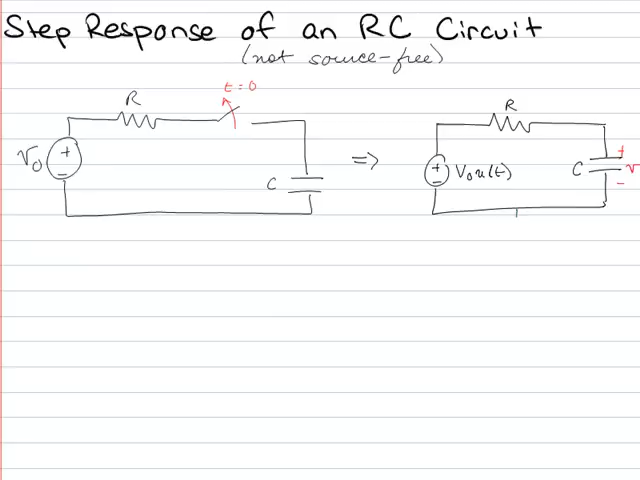 Step Response of an RC Circuit
(not source-free)
t=0
R
V₀
+
−
C
=>
R
+
−
V₀u(t)
C
+
v
−